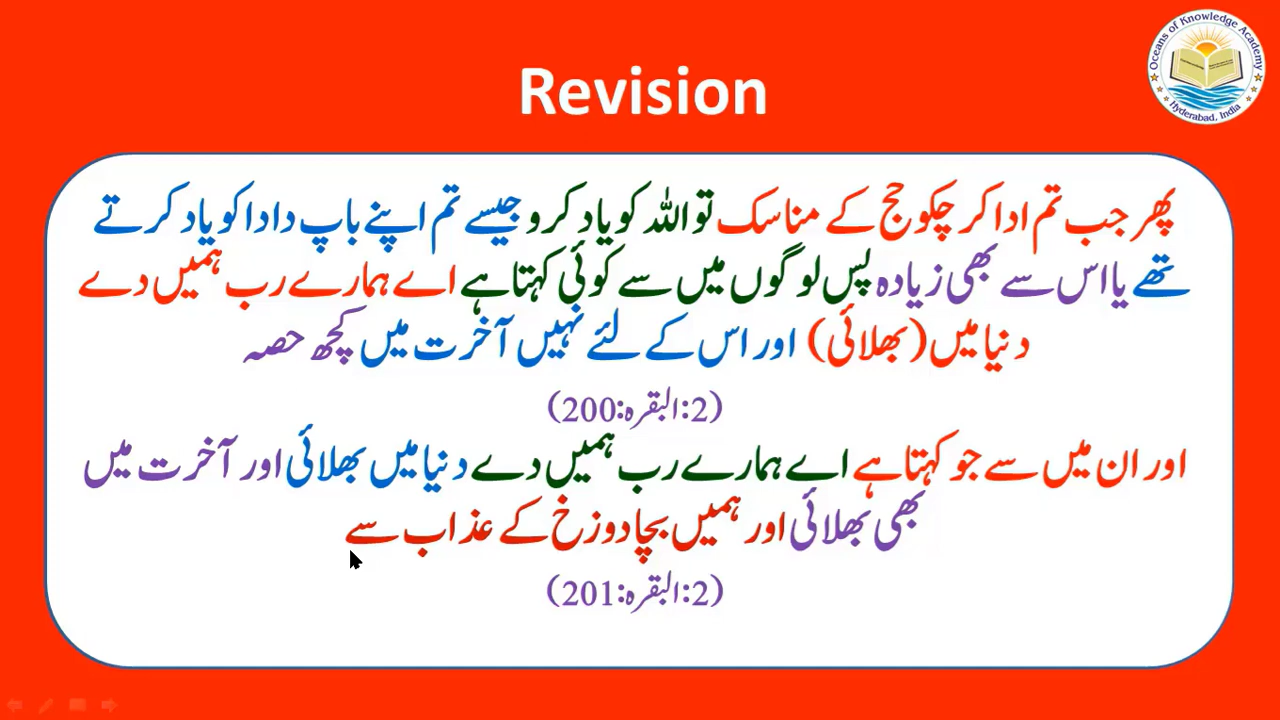 Oceans of Knowledge Academy
Hyderabad, India
Revision
پھر جب تم ادا کر چکو حج کے مناسک تو اللہ کو یاد کرو جیسے تم اپنے باپ دادا کو یاد کرتے
تھے یا اس سے بھی زیادہ پس لوگوں میں سے کوئی کہتا ہے اے ہمارے رب ہمیں دے
دنیا میں (بھلائی) اور اس کے لئے نہیں آخرت میں کچھ حصہ
(2:البقرہ:200)
اور ان میں سے جو کہتا ہے اے ہمارے رب ہمیں دے دنیا میں بھلائی اور آخرت میں
بھی بھلائی اور ہمیں بچا دوزخ کے عذاب سے
(2:البقرہ:201)